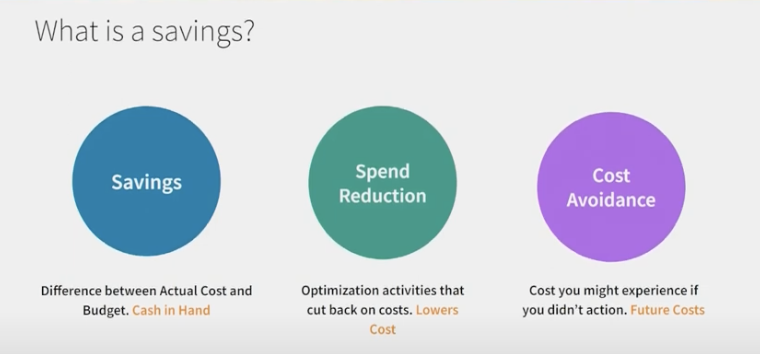 What is a savings?
Savings
Spend
Reduction
Cost
Avoidance
Difference between Actual Cost and
Budget. Cash in Hand
Optimization activities that
cut back on costs. Lowers
Cost
Cost you might experience if
you didn't action. Future Costs